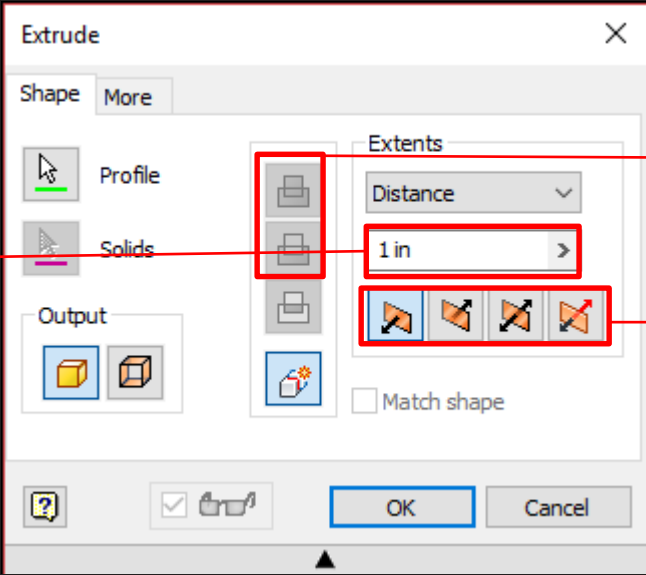 Extrude
Shape
More
Profile
Solids
Output
Extents
Distance
1 in
Match shape
?
OK
Cancel